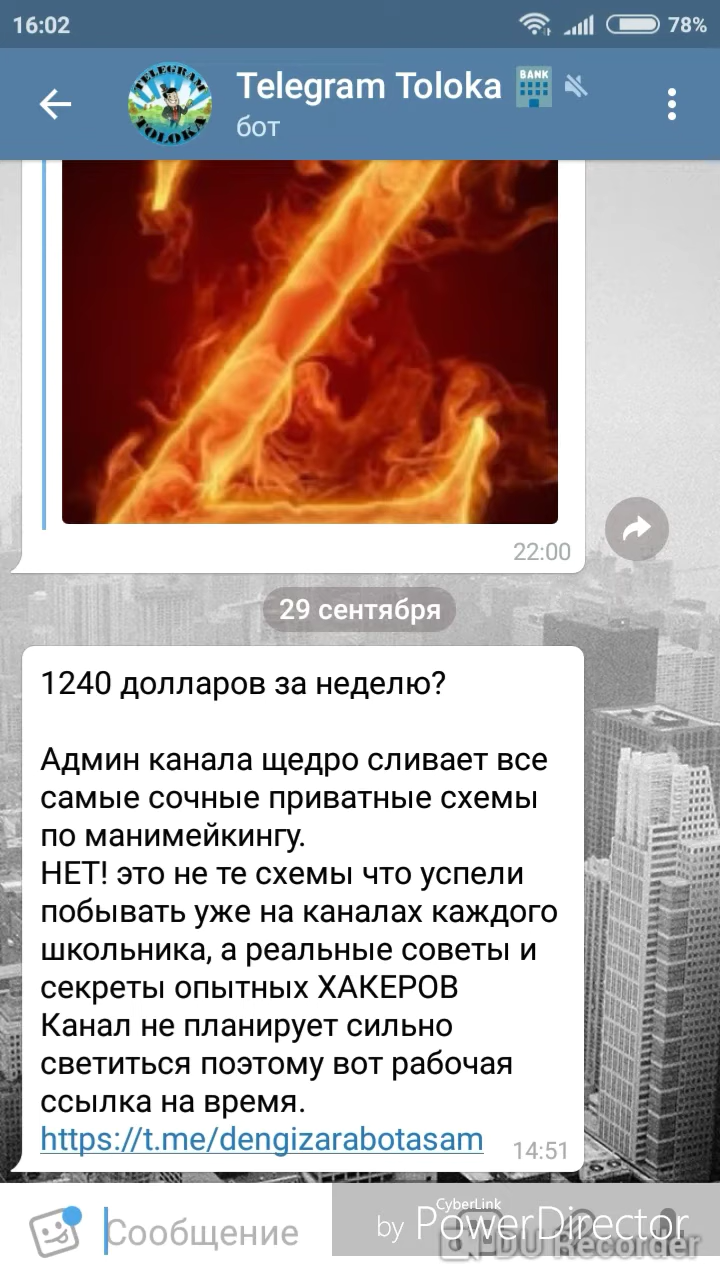 16:02
78%
Telegram Toloka
BANK
бот
TELEGRAM
TOLOKA
22:00
29 сентября
1240 долларов за неделю?
Админ канала щедро сливает все
самые сочные приватные схемы
по манимейкингу.
НЕТ! это не те схемы что успели
побывать уже на каналах каждого
школьника, а реальные советы и
секреты опытных ХАКЕРОВ
Канал не планирует сильно
светиться поэтому вот рабочая
ссылка на время.
https://t.me/dengizarabotasam
14:51
Сообщение
CyberLink
by PowerDirector
DU Recorder